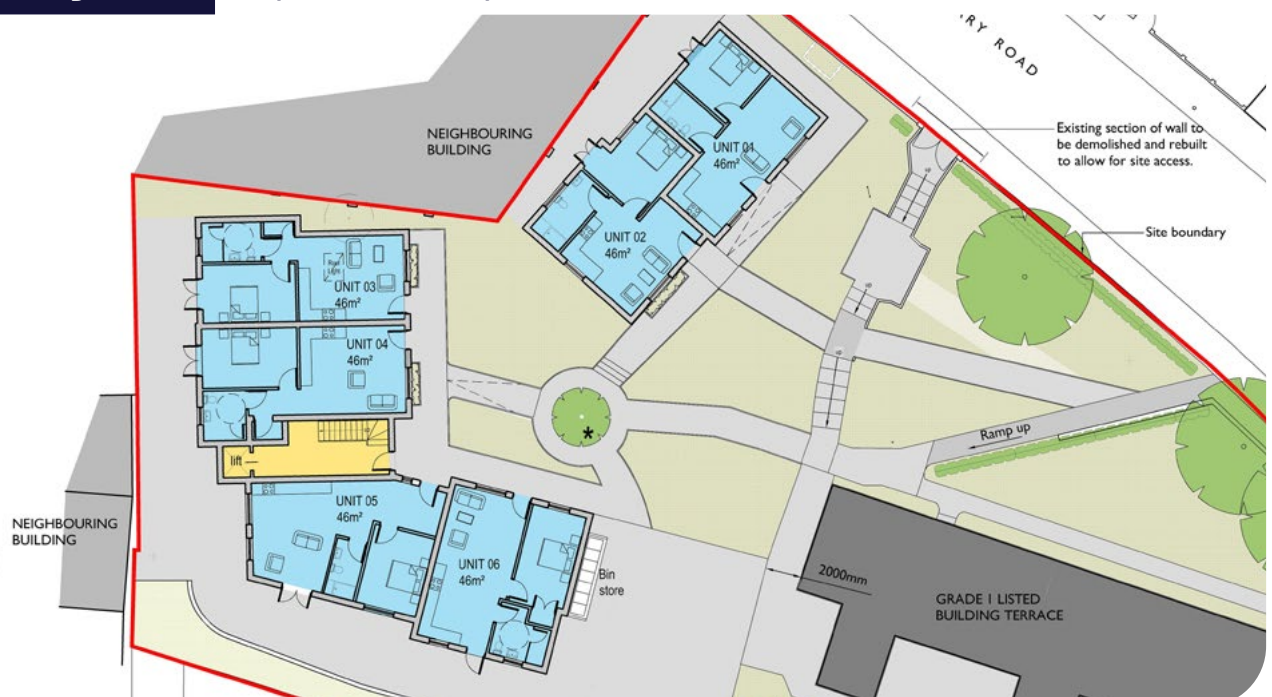 RY ROAD
NEIGHBOURING
BUILDING
Existing section of wall to
be demolished and rebuilt
to allow for site access.
UNIT 01
46m²
Site boundary
UNIT 02
46m²
Roof
Light
UNIT 03
46m²
UNIT 04
46m²
*
Ramp up
lift
UNIT 05
46m²
NEIGHBOURING
BUILDING
UNIT 06
46m²
Bin
store
2000mm
GRADE I LISTED
BUILDING TERRACE